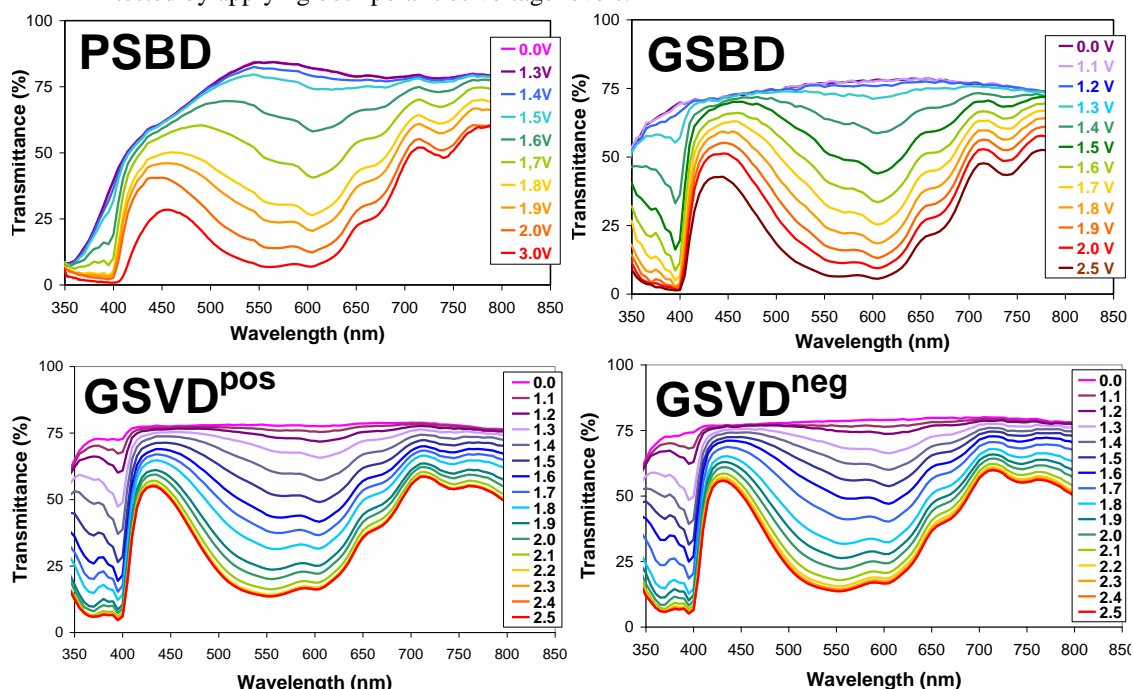 PSBD
Transmittance (%)
100
75
50
25
0
350 400 450 500 550 600 650 700 750 800 850
Wavelength (nm)
0.0V
1.3V
1.4V
1.5V
1.6V
1,7V
1.8V
1.9V
2.0V
3.0V
GSBD
Transmittance (%)
100
75
50
25
0
350 400 450 500 550 600 650 700 750 800 850
Wavelength (nm)
0.0 V
1.1 V
1.2 V
1.3 V
1.4 V
1.5 V
1.6 V
1.7 V
1.8 V
1.9 V
2.0 V
2.5 V
GSVDpos
Transmittance (%)
100
75
50
25
0
350 400 450 500 550 600 650 700 750 800 850
Wavelength (nm)
0.0
1.1
1.2
1.3
1.4
1.5
1.6
1.7
1.8
1.9
2.0
2.1
2.2
2.3
2.4
2.5
GSVDneg
Transmittance (%)
100
75
50
25
0
350 400 450 500 550 600 650 700 750 800 850
Wavelength (nm)
0.0
1.1
1.2
1.3
1.4
1.5
1.6
1.7
1.8
1.9
2.0
2.1
2.2
2.3
2.4
2.5